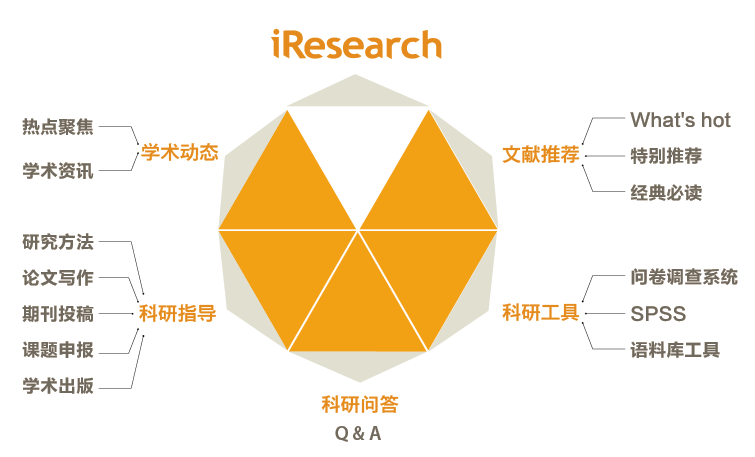 iResearch
热点聚焦
学术资讯
学术动态
文献推荐
What's hot
特别推荐
经典必读
研究方法
论文写作
期刊投稿
课题申报
学术出版
科研指导
科研工具
问卷调查系统
SPSS
语料库工具
科研问答
Q & A